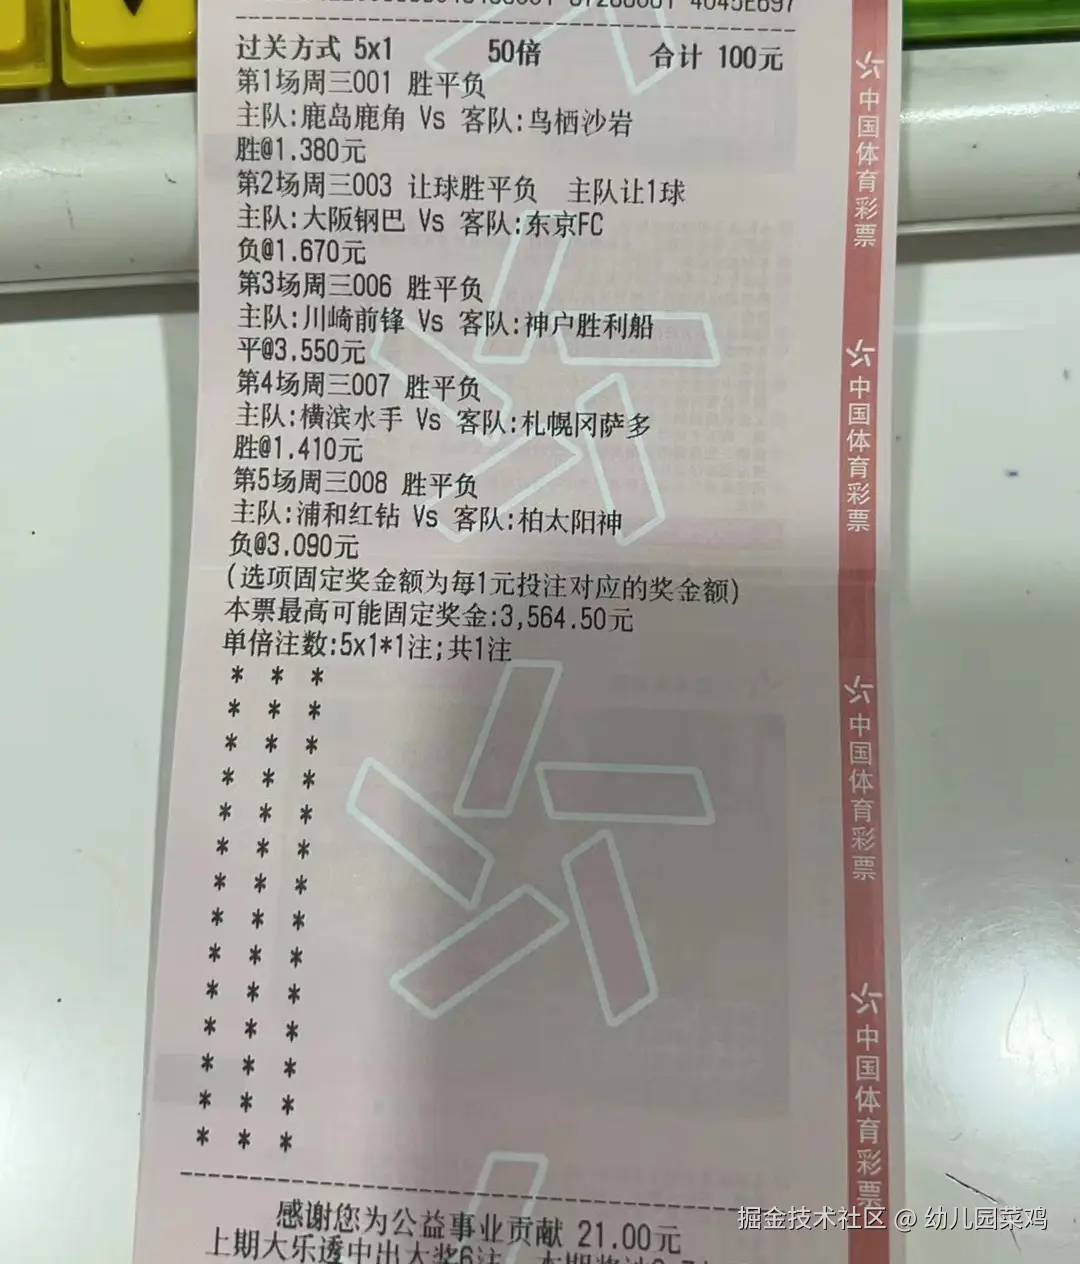 过关方式 5x1 50倍 合计 100元
第1场周三001 胜平负
主队:鹿岛鹿角 Vs 客队:鸟栖沙岩
胜@1.380元
第2场周三003 让球胜平负 主队让1球
主队:大阪钢巴 Vs 客队:东京FC
负@1.670元
第3场周三006 胜平负
主队:川崎前锋 Vs 客队:神户胜利船
平@3.550元
第4场周三007 胜平负
主队:横滨水手 Vs 客队:札幌冈萨多
胜@1.410元
第5场周三008 胜平负
主队:浦和红钻 Vs 客队:柏太阳神
负@3.090元
(选项固定奖金额为每1元投注对应的奖金额)
本票最高可能固定奖金:3,564.50元
单倍注数:5x1*1注;共1注
* * *
* * *
* * *
* * *
* * *
* * *
* * *
* * *
* * *
* * *
* * *
* * *
* * *
* * *
感谢您为公益事业贡献 21.00元
上期大乐透中出大奖6注
中国体育彩票
中国体育彩票
中国体育彩票
中国体育彩票
掘金技术社区 @ 幼儿园菜鸡